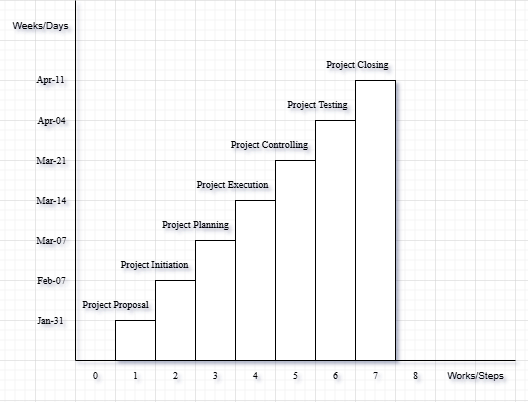 Weeks/Days
Project Closing
Apr-11
Project Testing
Apr-04
Project Controlling
Mar-21
Project Execution
Mar-14
Project Planning
Mar-07
Project Initiation
Feb-07
Project Proposal
Jan-31
0 1 2 3 4 5 6 7 8 Works/Steps